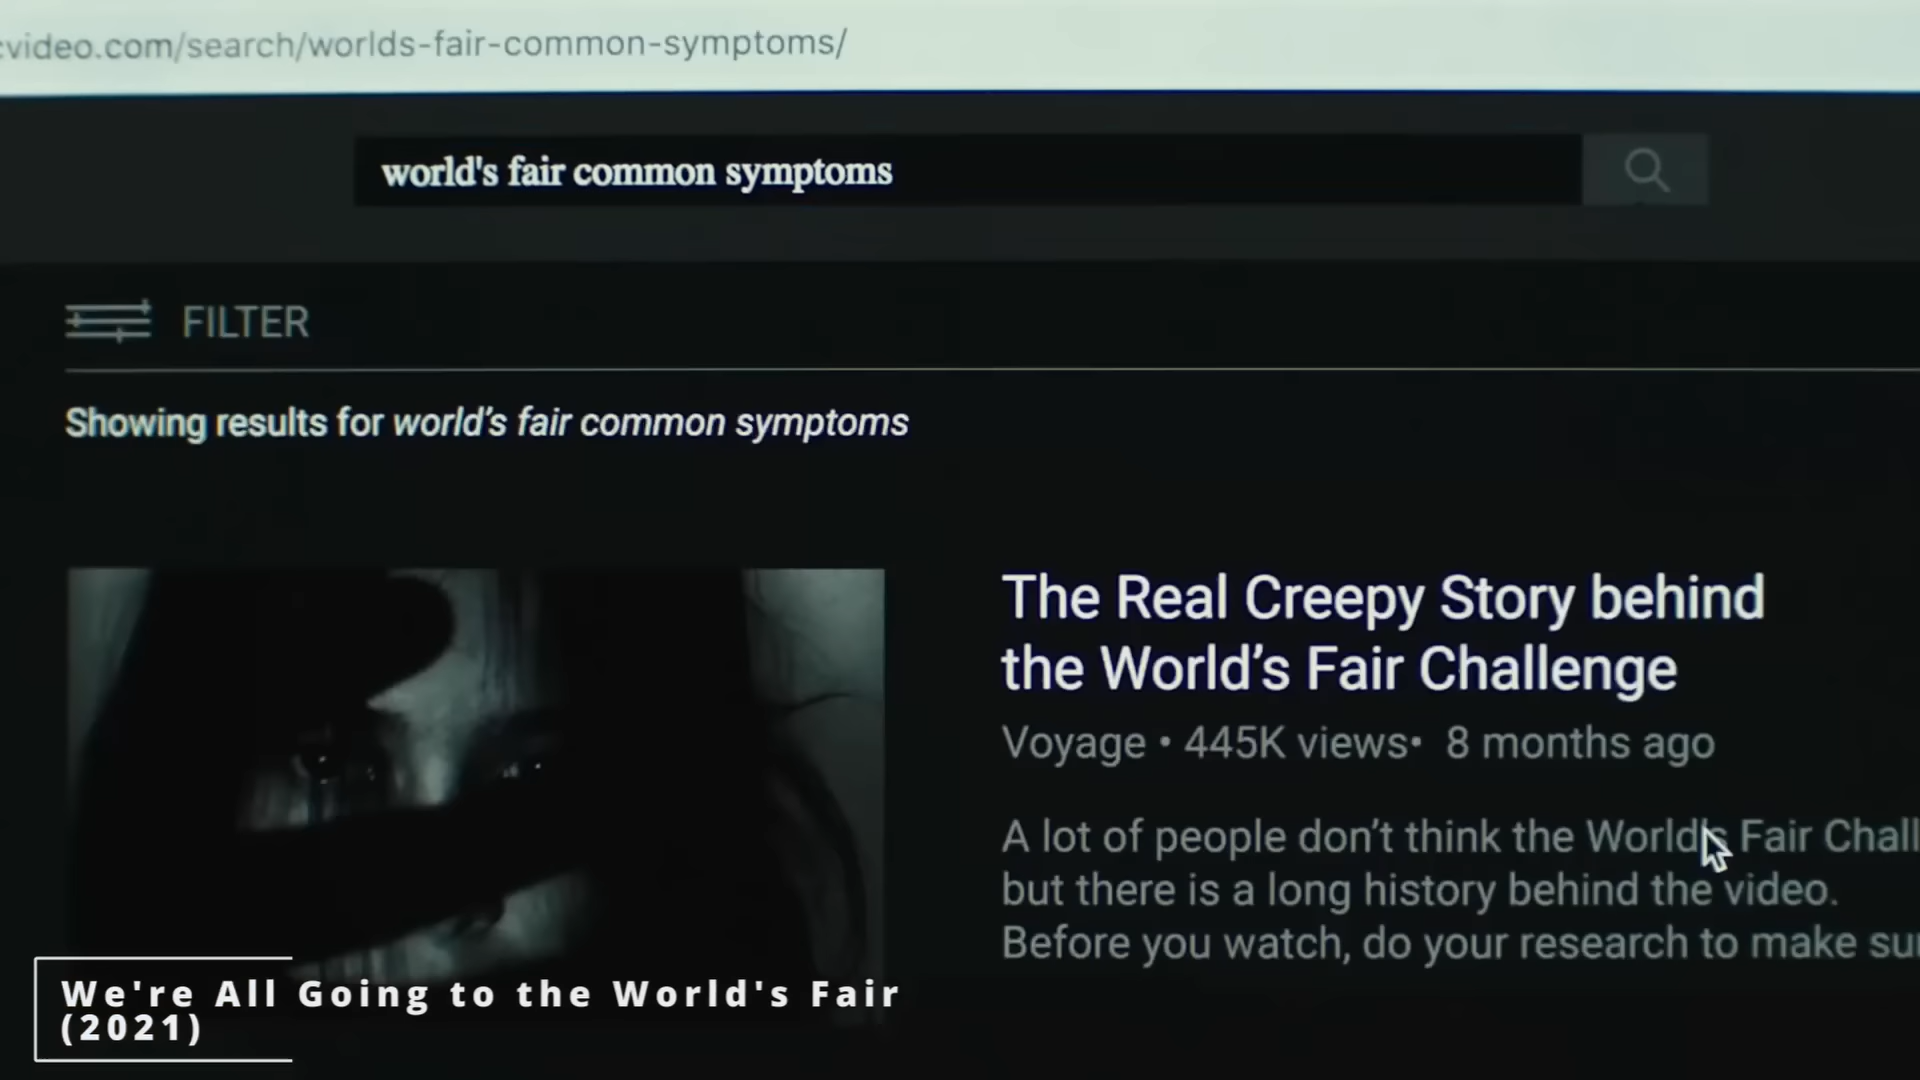 video.com/search/worlds-fair-common-symptoms/
world's fair common symptoms
FILTER
Showing results for world's fair common symptoms
The Real Creepy Story behind
the World's Fair Challenge
Voyage • 445K views• 8 months ago
A lot of people don't think the World's Fair Chall
but there is a long history behind the video.
Before you watch, do your research to make su
We're All Going to the World's Fair
(2021)